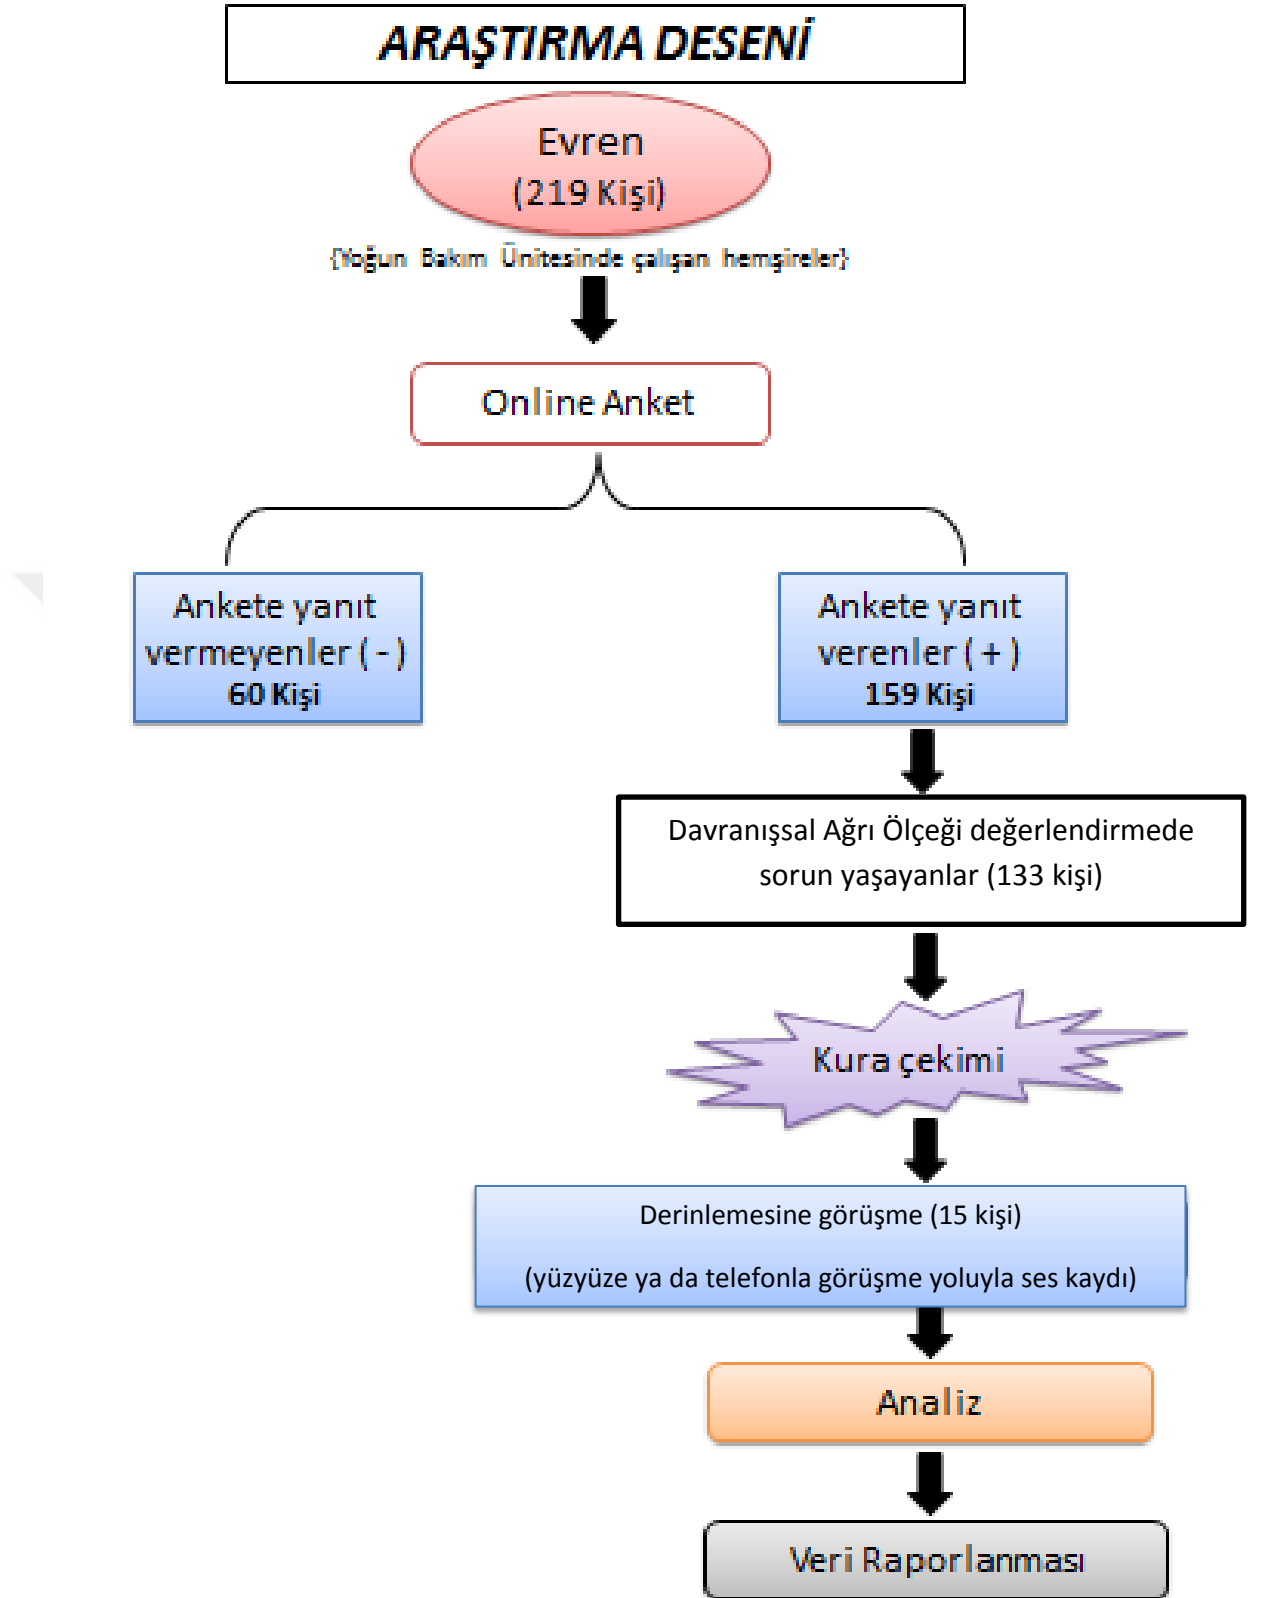 ARAŞTIRMA DESENİ
Evren
(219 Kişi)
{Yoğun Bakım Ünitesinde çalışan hemşireler}
Online Anket
Ankete yanıt
vermeyenler ( - )
60 Kişi
Ankete yanıt
verenler ( + )
159 Kişi
Davranışsal Ağrı Ölçeği değerlendirmede
sorun yaşayanlar (133 kişi)
Kura çekimi
Derinlemesine görüşme (15 kişi)
(yüzyüze ya da telefonla görüşme yoluyla ses kaydı)
Analiz
Veri Raporlanması